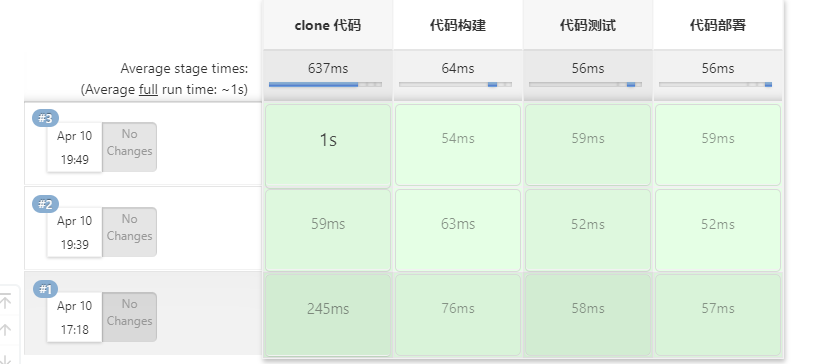 clone 代码 代码构建 代码测试 代码部署
Average stage times: 637ms 64ms 56ms 56ms
(Average full run time: ~1s)
#3
Apr 10 No
19:49 Changes
1s 54ms 59ms 59ms
#2
Apr 10 No
19:39 Changes
59ms 63ms 52ms 52ms
#1
Apr 10 No
17:18 Changes
245ms 76ms 58ms 57ms